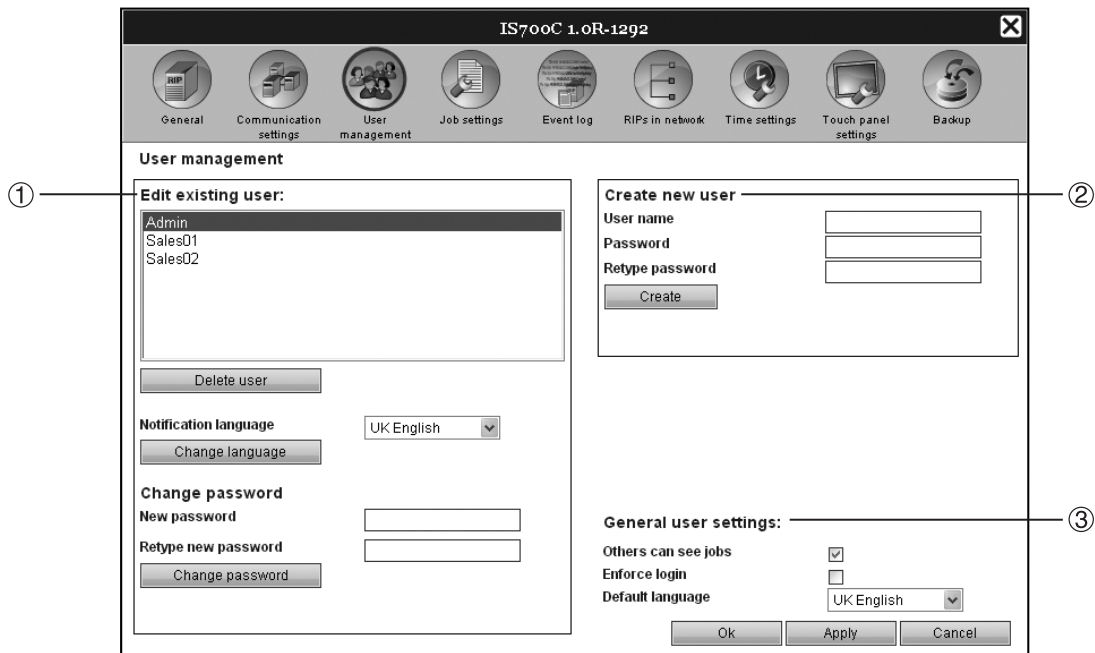 IS700C 1.0R-1292
General
Communication settings
User management
Job settings
Event log
RIPs in network
Time settings
Touch panel settings
Backup
RIP
User management
① Edit existing user:
Admin
Sales01
Sales02
Delete user
Notification language UK English
Change language
Change password
New password
Retype new password
Change password
Create new user ②
User name
Password
Retype password
Create
General user settings: ③
Others can see jobs
Enforce login
Default language UK English
Ok Apply Cancel